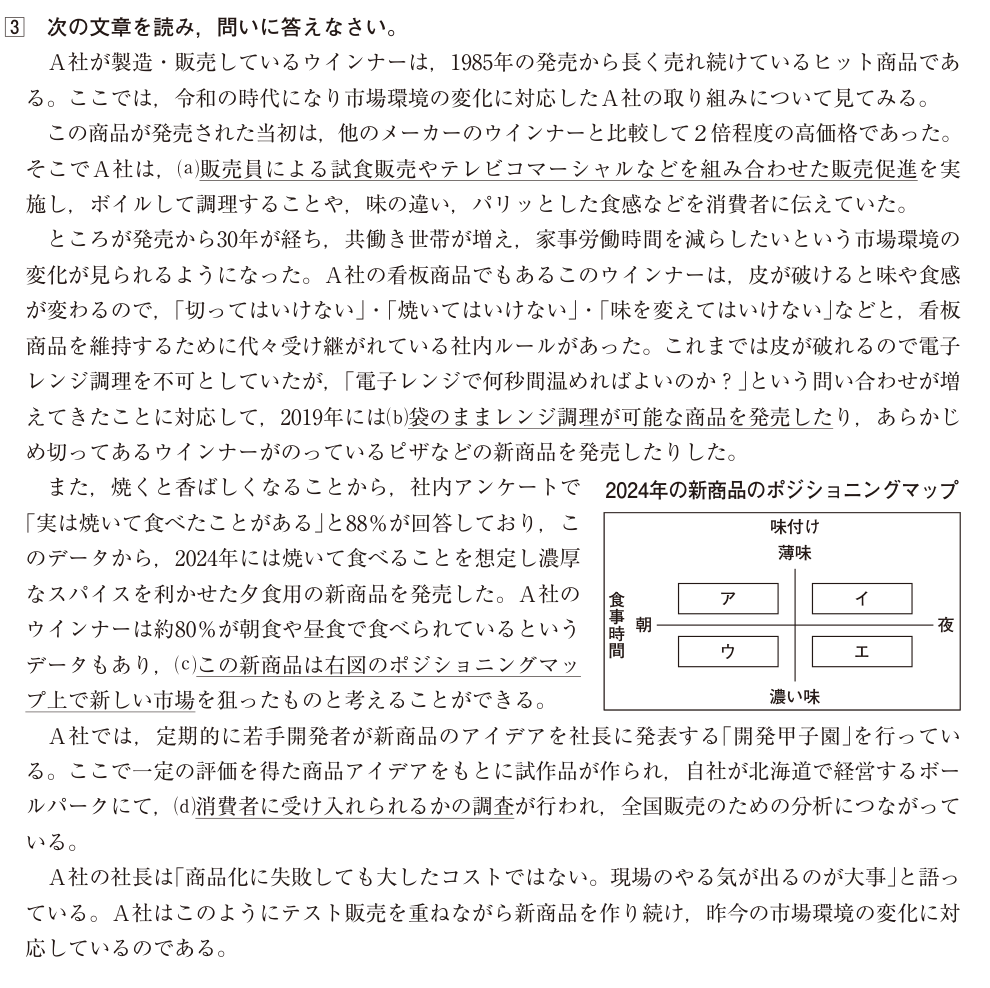 3　次の文章を読み，問いに答えなさい。
　Ａ社が製造・販売しているウインナーは，1985年の発売から長く売れ続けているヒット商品であ
る。ここでは，令和の時代になり市場環境の変化に対応したＡ社の取り組みについて見てみる。
　この商品が発売された当初は，他のメーカーのウインナーと比較して２倍程度の高価格であった。
そこでＡ社は，(a)販売員による試食販売やテレビコマーシャルなどを組み合わせた販売促進を実
施し，ボイルして調理することや，味の違い，パリッとした食感などを消費者に伝えていた。
　ところが発売から30年が経ち，共働き世帯が増え，家事労働時間を減らしたいという市場環境の
変化が見られるようになった。Ａ社の看板商品でもあるこのウインナーは，皮が破けると味や食感
が変わるので，「切ってはいけない」・「焼いてはいけない」・「味を変えてはいけない」などと，看板
商品を維持するために代々受け継がれている社内ルールがあった。これまでは皮が破れるので電子
レンジ調理を不可としていたが，「電子レンジで何秒間温めればよいのか？」という問い合わせが増
えてきたことに対応して，2019年には(b)袋のままレンジ調理が可能な商品を発売したり，あらかじ
め切ってあるウインナーがのっているピザなどの新商品を発売したりした。
　また，焼くと香ばしくなることから，社内アンケートで
「実は焼いて食べたことがある」と88％が回答しており，こ
のデータから，2024年には焼いて食べることを想定し濃厚
なスパイスを利かせた夕食用の新商品を発売した。Ａ社の
ウインナーは約80％が朝食や昼食で食べられているという
データもあり，(c)この新商品は右図のポジショニングマッ
プ上で新しい市場を狙ったものと考えることができる。
2024年の新商品のポジショニングマップ
味付け
薄味
食事時間
朝
ア
イ
夜
ウ
エ
濃い味
　Ａ社では，定期的に若手開発者が新商品のアイデアを社長に発表する「開発甲子園」を行ってい
る。ここで一定の評価を得た商品アイデアをもとに試作品が作られ，自社が北海道で経営するボー
ルパークにて，(d)消費者に受け入れられるかの調査が行われ，全国販売のための分析につながって
いる。
　Ａ社の社長は「商品化に失敗しても大したコストではない。現場のやる気が出るのが大事」と語っ
ている。Ａ社はこのようにテスト販売を重ねながら新商品を作り続け，昨今の市場環境の変化に対
応しているのである。